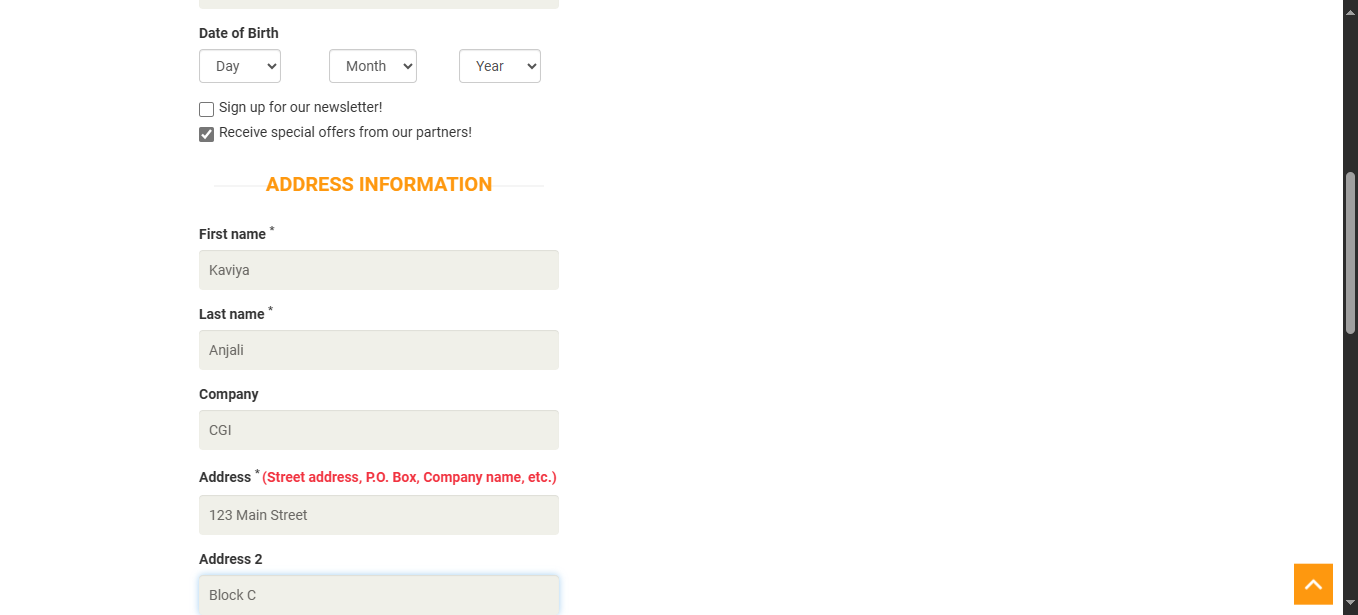 Date of Birth
Day Month Year
Sign up for our newsletter!
Receive special offers from our partners!
ADDRESS INFORMATION
First name *
Kaviya
Last name *
Anjali
Company
CGI
Address * (Street address, P.O. Box, Company name, etc.)
123 Main Street
Address 2
Block C